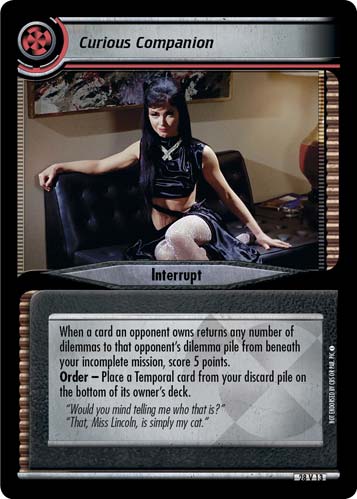 Curious Companion
Interrupt
When a card an opponent owns returns any number of
dilemmas to that opponent's dilemma pile from beneath
your incomplete mission, score 5 points.
Order – Place a Temporal card from your discard pile on
the bottom of its owner's deck.
"Would you mind telling me who that is?"
"That, Miss Lincoln, is simply my cat."
NOT ENDORSED BY CBS OR PAR. PIC.
28 V 13